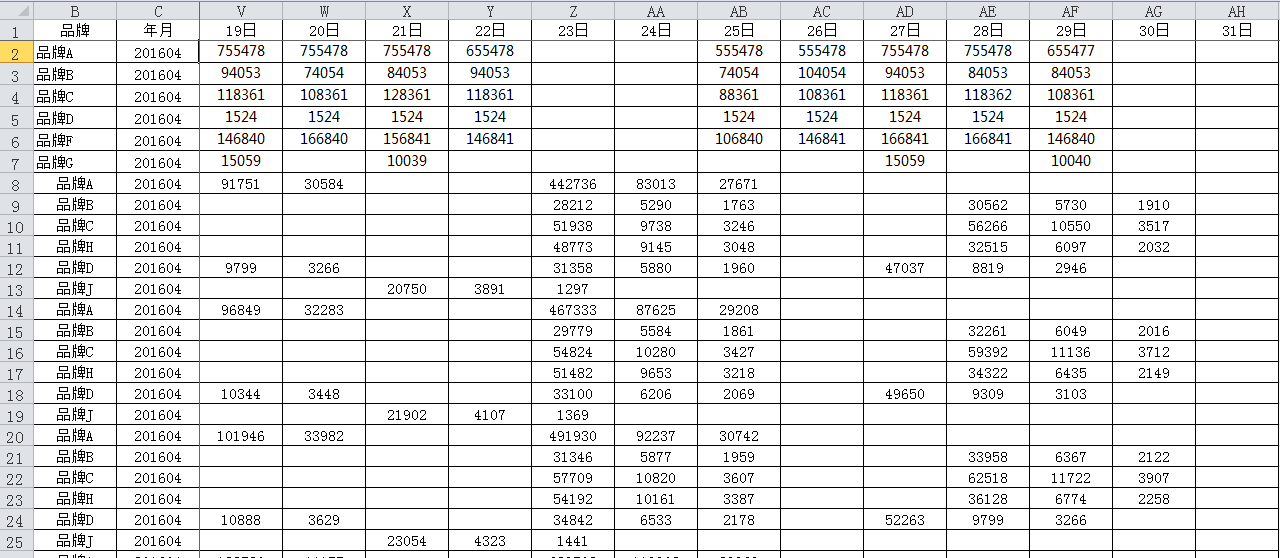 B C V W X Y Z AA AB AC AD AE AF AG AH
1 品牌 年月 19日 20日 21日 22日 23日 24日 25日 26日 27日 28日 29日 30日 31日
2 品牌A 201604 755478 755478 755478 655478 555478 555478 755478 755478 655477
3 品牌B 201604 94053 74054 84053 94053 74054 104054 94053 84053 84053
4 品牌C 201604 118361 108361 128361 118361 88361 108361 118361 118362 108361
5 品牌D 201604 1524 1524 1524 1524 1524 1524 1524 1524 1524
6 品牌F 201604 146840 166840 156841 146841 106840 146841 166841 166841 146840
7 品牌G 201604 15059 10039 15059 10040
8 品牌A 201604 91751 30584 442736 83013 27671
9 品牌B 201604 28212 5290 1763 30562 5730 1910
10 品牌C 201604 51938 9738 3246 56266 10550 3517
11 品牌H 201604 48773 9145 3048 32515 6097 2032
12 品牌D 201604 9799 3266 31358 5880 1960 47037 8819 2946
13 品牌J 201604 20750 3891 1297
14 品牌A 201604 96849 32283 467333 87625 29208
15 品牌B 201604 29779 5584 1861 32261 6049 2016
16 品牌C 201604 54824 10280 3427 59392 11136 3712
17 品牌H 201604 51482 9653 3218 34322 6435 2149
18 品牌D 201604 10344 3448 33100 6206 2069 49650 9309 3103
19 品牌J 201604 21902 4107 1369
20 品牌A 201604 101946 33982 491930 92237 30742
21 品牌B 201604 31346 5877 1959 33958 6367 2122
22 品牌C 201604 57709 10820 3607 62518 11722 3907
23 品牌H 201604 54192 10161 3387 36128 6774 2258
24 品牌D 201604 10888 3629 34842 6533 2178 52263 9799 3266
25 品牌J 201604 23054 4323 1441